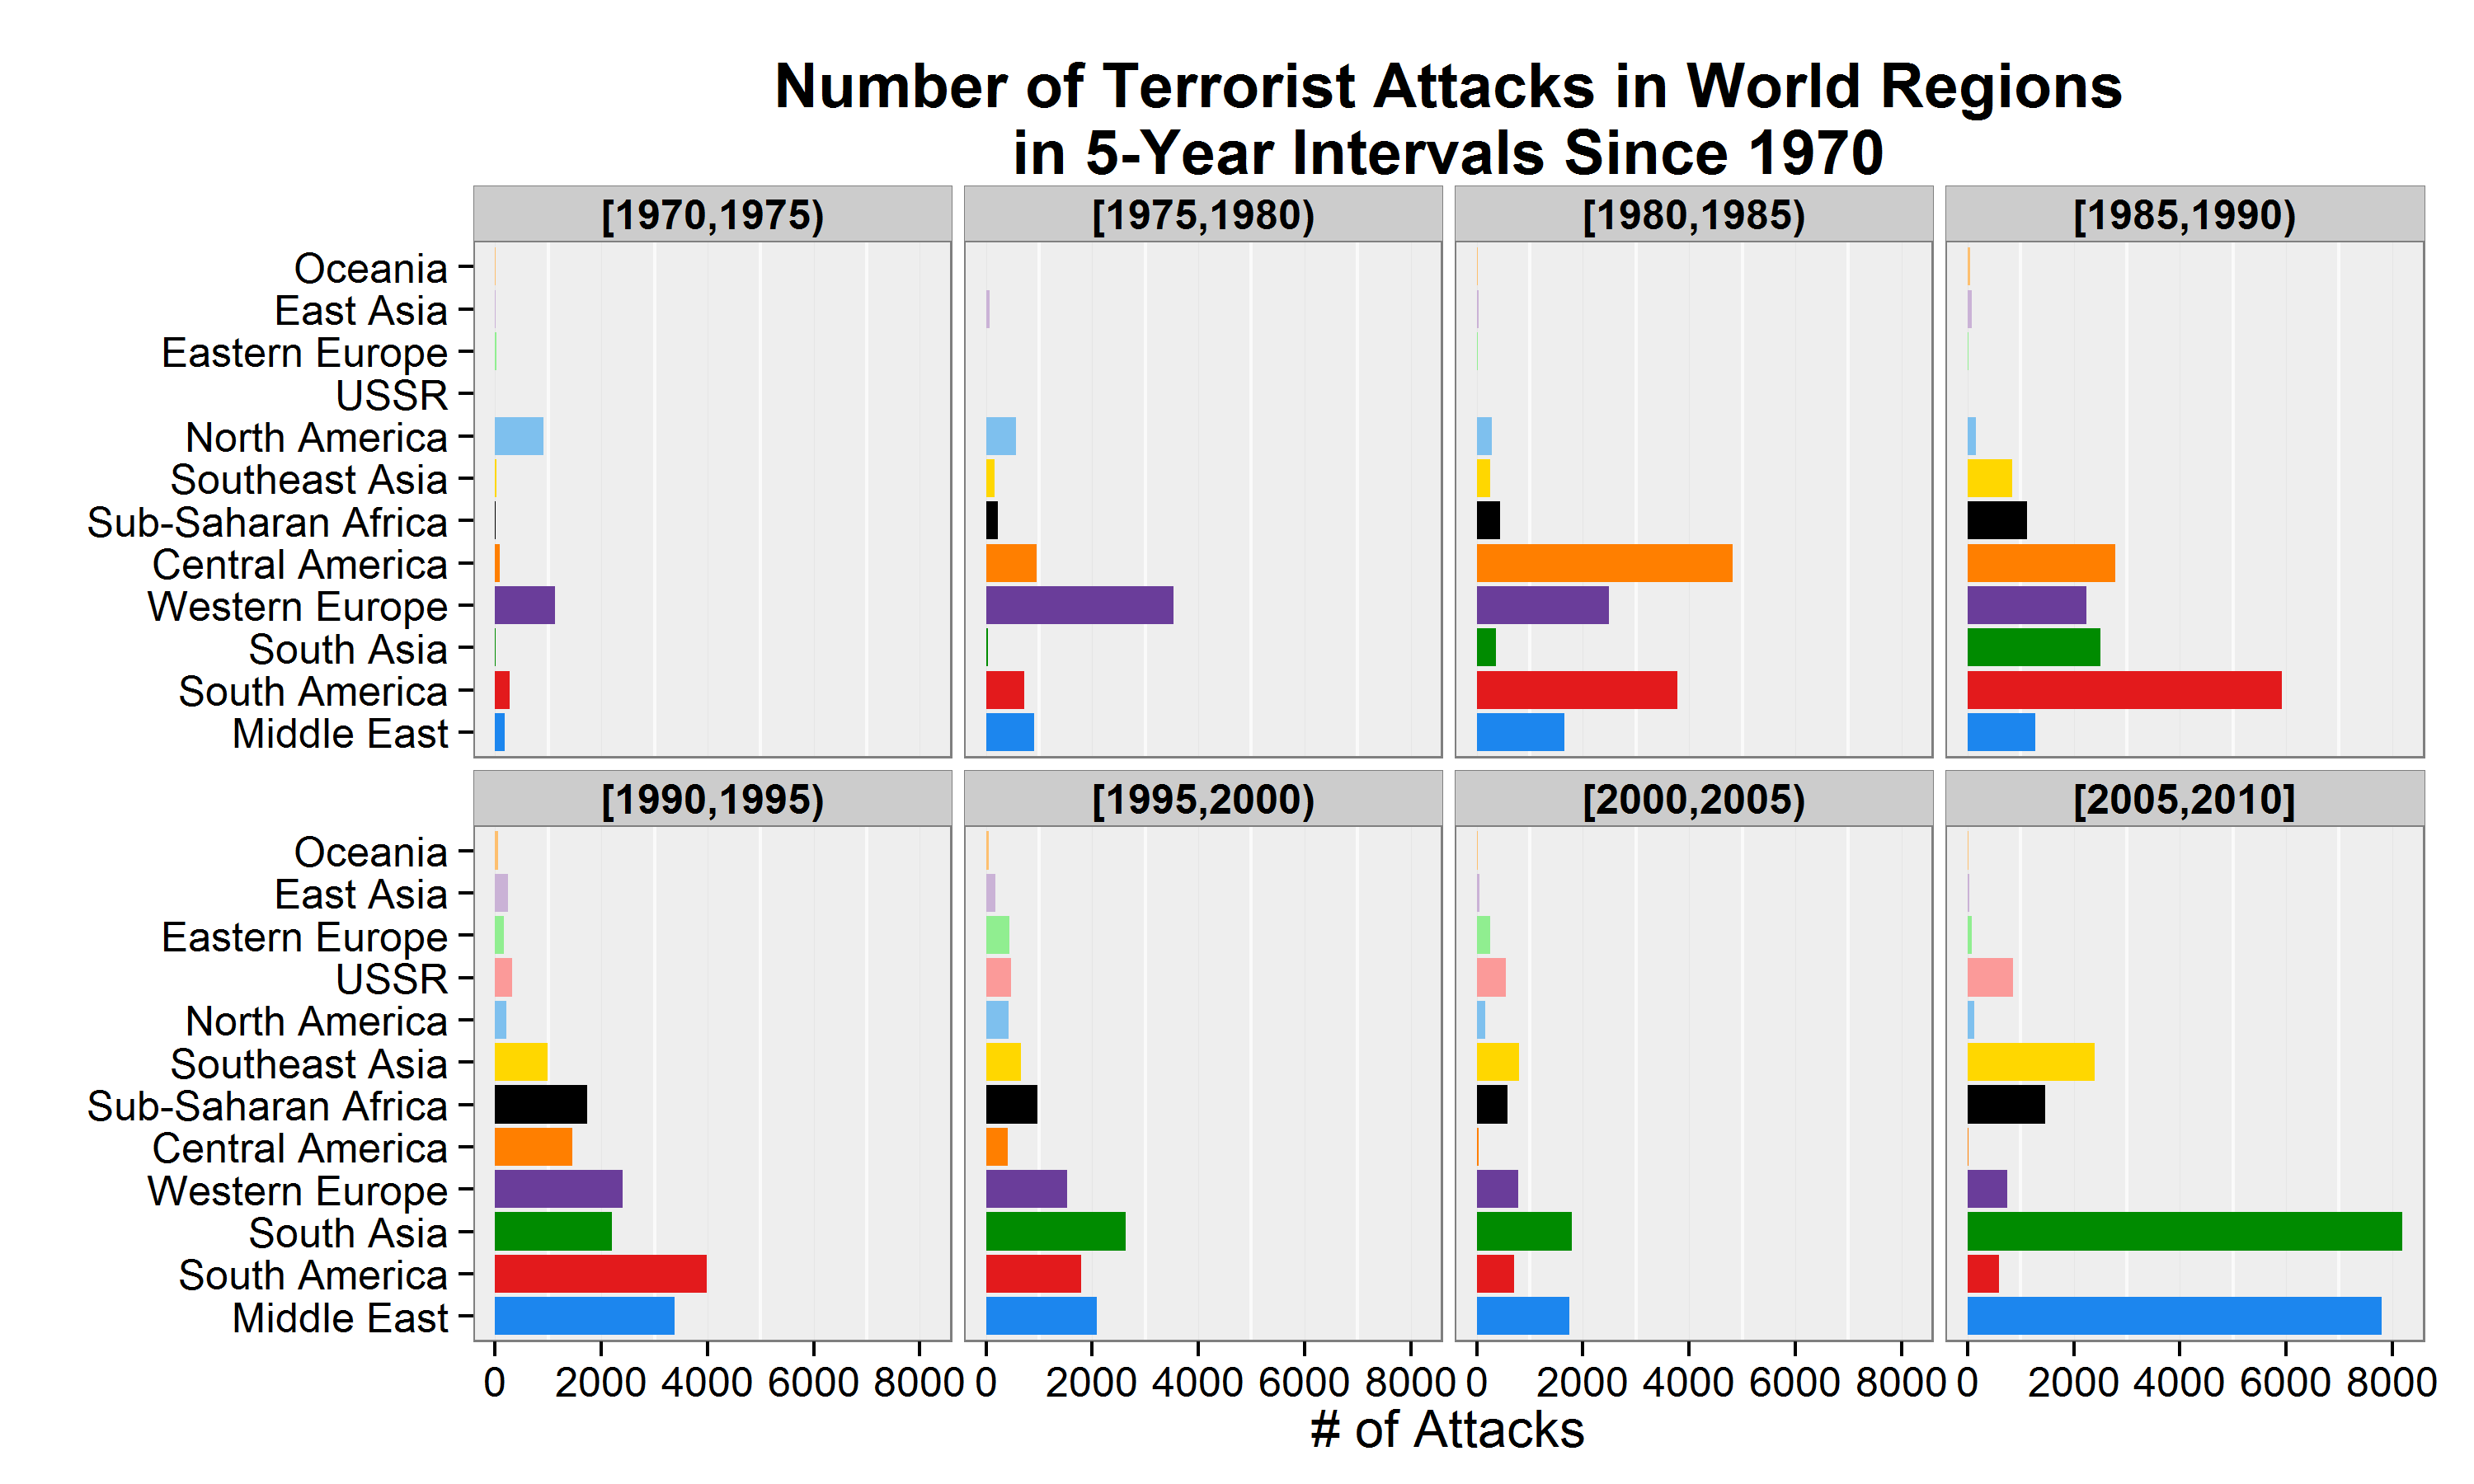 Number of Terrorist Attacks in World Regions
in 5-Year Intervals Since 1970
[1970,1975) [1975,1980) [1980,1985) [1985,1990)
Oceania
East Asia
Eastern Europe
USSR
North America
Southeast Asia
Sub-Saharan Africa
Central America
Western Europe
South Asia
South America
Middle East
[1990,1995) [1995,2000) [2000,2005) [2005,2010]
Oceania
East Asia
Eastern Europe
USSR
North America
Southeast Asia
Sub-Saharan Africa
Central America
Western Europe
South Asia
South America
Middle East
0 2000 4000 6000 8000 0 2000 4000 6000 8000 0 2000 4000 6000 8000 0 2000 4000 6000 8000
# of Attacks